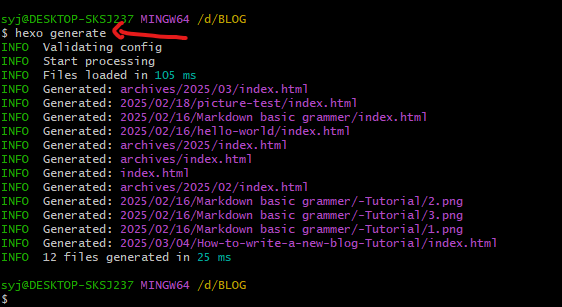 syj@DESKTOP-SKSJ237 MINGW64 /d/BLOG
$ hexo generate
INFO  Validating config
INFO  Start processing
INFO  Files loaded in 105 ms
INFO  Generated: archives/2025/03/index.html
INFO  Generated: 2025/02/18/picture-test/index.html
INFO  Generated: 2025/02/16/Markdown basic grammer/index.html
INFO  Generated: 2025/02/16/hello-world/index.html
INFO  Generated: archives/2025/index.html
INFO  Generated: archives/index.html
INFO  Generated: index.html
INFO  Generated: archives/2025/02/index.html
INFO  Generated: 2025/02/16/Markdown basic grammer/-Tutorial/2.png
INFO  Generated: 2025/02/16/Markdown basic grammer/-Tutorial/3.png
INFO  Generated: 2025/02/16/Markdown basic grammer/-Tutorial/1.png
INFO  Generated: 2025/03/04/How-to-write-a-new-blog-Tutorial/index.html
INFO  12 files generated in 25 ms
syj@DESKTOP-SKSJ237 MINGW64 /d/BLOG
$